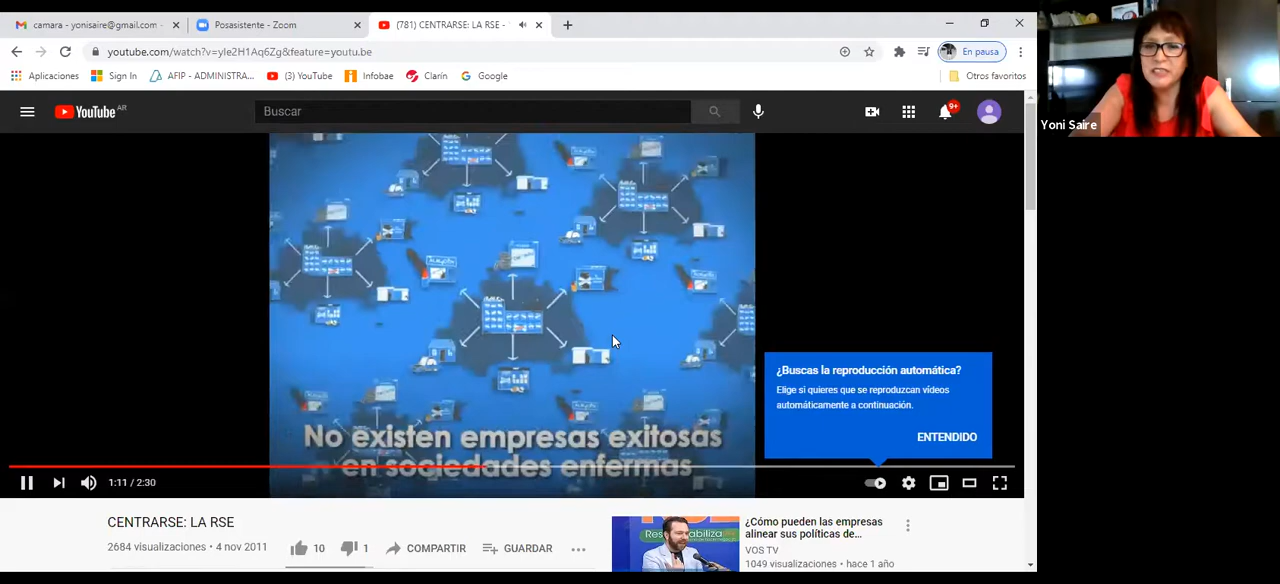 camara - yonisaire@gmail.com -
Posasistente - Zoom
(781) CENTRARSE: LA RSE -
youtube.com/watch?v=yIe2H1Aq6Zg&feature=youtu.be
En pausa
Aplicaciones
Sign In
AFIP - ADMINISTRA...
(3) YouTube
Infobae
Clarín
Google
Otros favoritos
YouTube AR
Buscar
9+
Yoni Saire
¿Buscas la reproducción automática?
Elige si quieres que se reproduzcan vídeos
automáticamente a continuación.
ENTENDIDO
No existen empresas exitosas
en sociedades enfermas
1:11 / 2:30
CENTRARSE: LA RSE
2684 visualizaciones • 4 nov 2011
10
1
COMPARTIR
GUARDAR
¿Cómo pueden las empresas
alinear sus políticas de...
VOS TV
1049 visualizaciones • hace 1 año